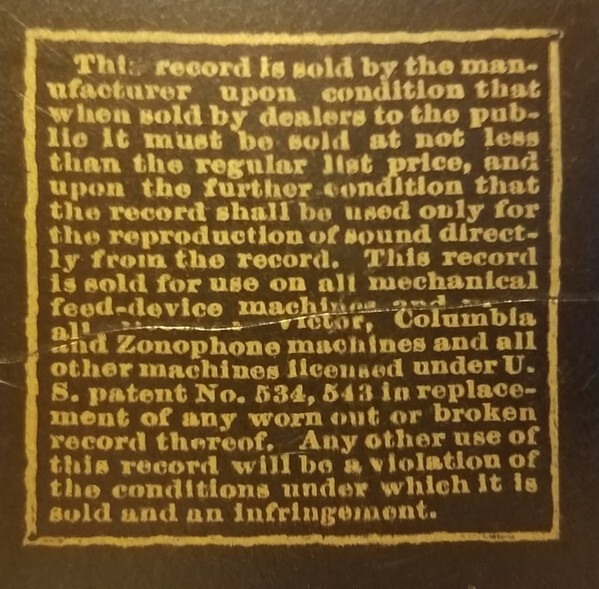 This record is sold by the man-
ufacturer upon condition that
when sold by dealers to the pub-
lic it must be sold at not less
than the regular list price, and
upon the further condition that
the record shall be used only for
the reproduction of sound direct-
ly from the record. This record
is sold for use on all mechanical
feed-device machines and
all Victor, Columbia
and Zonophone machines and all
other machines licensed under U.
S. patent No. 534,543 in replace-
ment of any worn out or broken
record thereof. Any other use of
this record will be a violation of
the conditions under which it is
sold and an infringement.